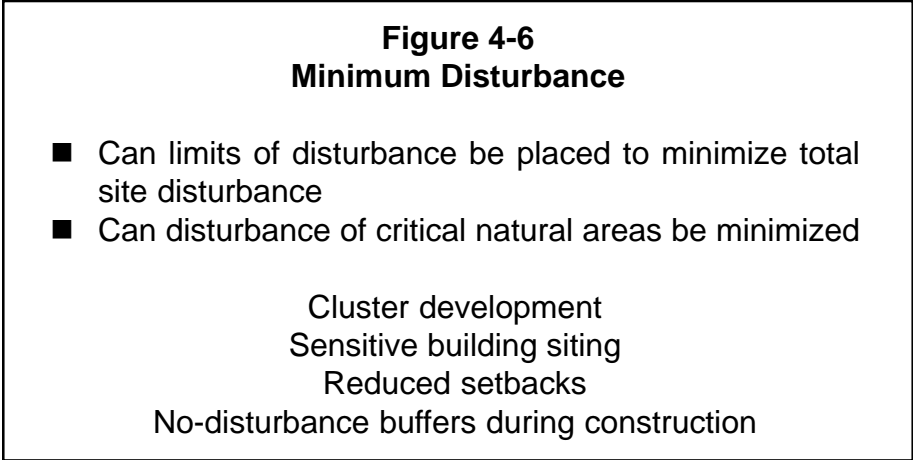 Figure 4-6
Minimum Disturbance
■ Can limits of disturbance be placed to minimize total
site disturbance
■ Can disturbance of critical natural areas be minimized
Cluster development
Sensitive building siting
Reduced setbacks
No-disturbance buffers during construction